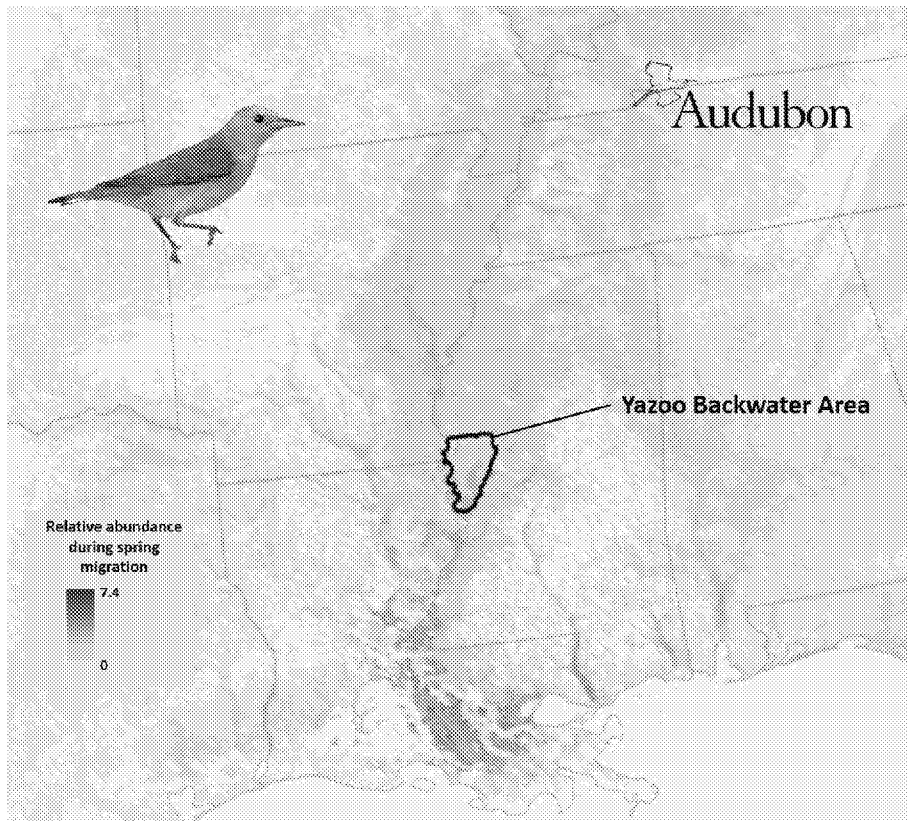 Audubon
Yazoo Backwater Area
Relative abundance
during spring
migration
7.4
0